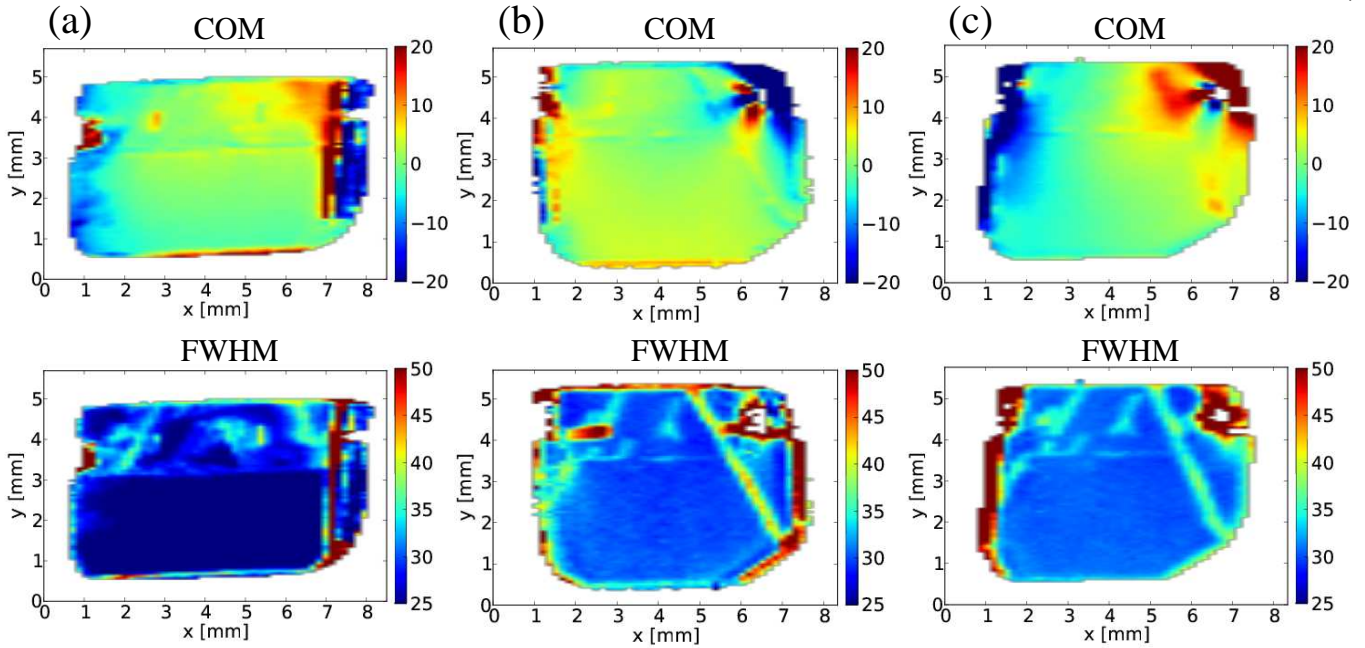 (a) (b) (c)
COM COM COM
20 20 20
5 5 5
4 10 4 10 4 10
y [mm] 3 0 y [mm] 3 0 y [mm] 3 0
2 2 2
1 −10 1 −10 1 −10
0 −20 0 −20 0 −20
0 1 2 3 4 5 6 7 8 0 1 2 3 4 5 6 7 8 0 1 2 3 4 5 6 7 8
x [mm] x [mm] x [mm]
FWHM FWHM FWHM
50 50 50
5 45 5 45 5 45
4 40 4 40 4 40
y [mm] 3 y [mm] 3 y [mm] 3
2 35 2 35 2 35
1 30 1 30 1 30
0 25 0 25 0 25
0 1 2 3 4 5 6 7 8 0 1 2 3 4 5 6 7 8 0 1 2 3 4 5 6 7 8
x [mm] x [mm] x [mm]